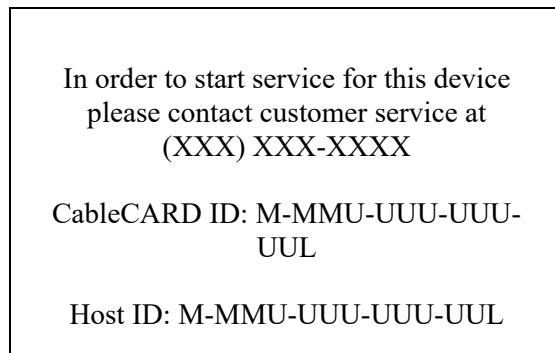 In order to start service for this device
please contact customer service at
(XXX) XXX-XXXX
CableCARD ID: M-MMU-UUU-UUU-
UUL
Host ID: M-MMU-UUU-UUU-UUL